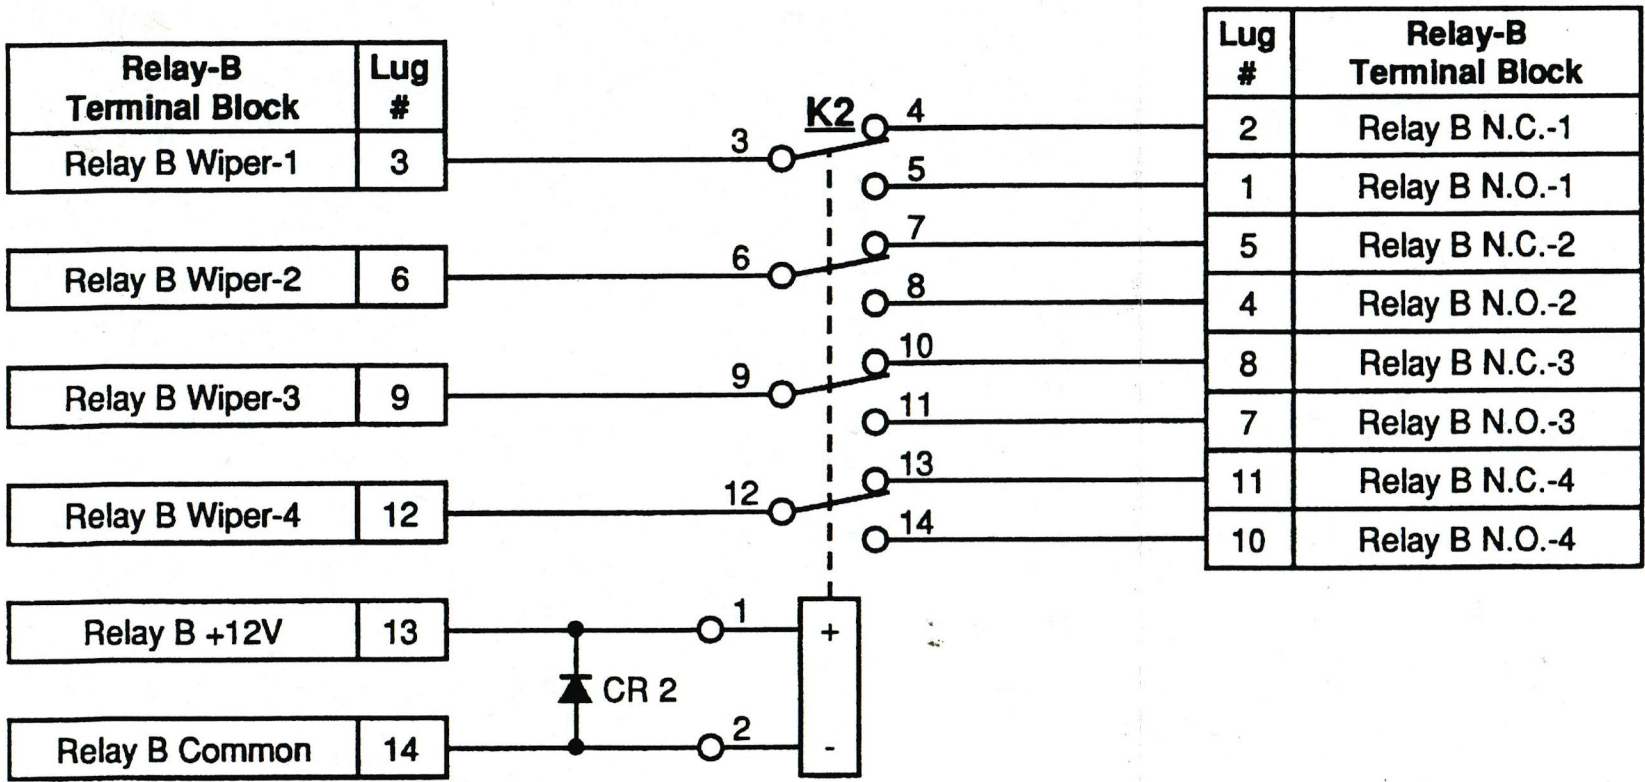 Relay-B
Terminal Block
Lug
#
Relay B Wiper-1
3
Relay B Wiper-2
6
Relay B Wiper-3
9
Relay B Wiper-4
12
Relay B +12V
13
Relay B Common
14
K2
3
4
5
6
7
8
9
10
11
12
13
14
1
+
CR 2
2
-
Lug
#
Relay-B
Terminal Block
2
Relay B N.C.-1
1
Relay B N.O.-1
5
Relay B N.C.-2
4
Relay B N.O.-2
8
Relay B N.C.-3
7
Relay B N.O.-3
11
Relay B N.C.-4
10
Relay B N.O.-4